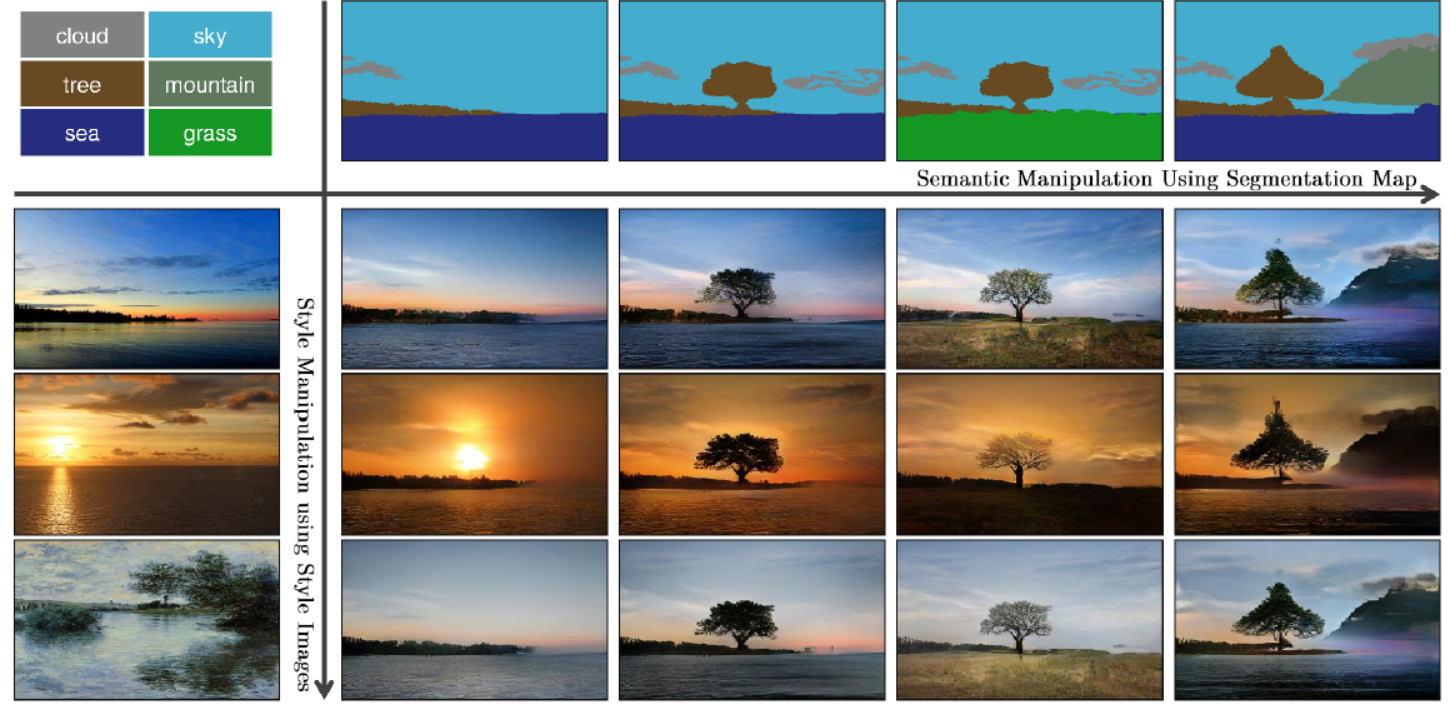 cloud
sky
tree
mountain
sea
grass
Semantic Manipulation Using Segmentation Map
Style Manipulation using Style Images